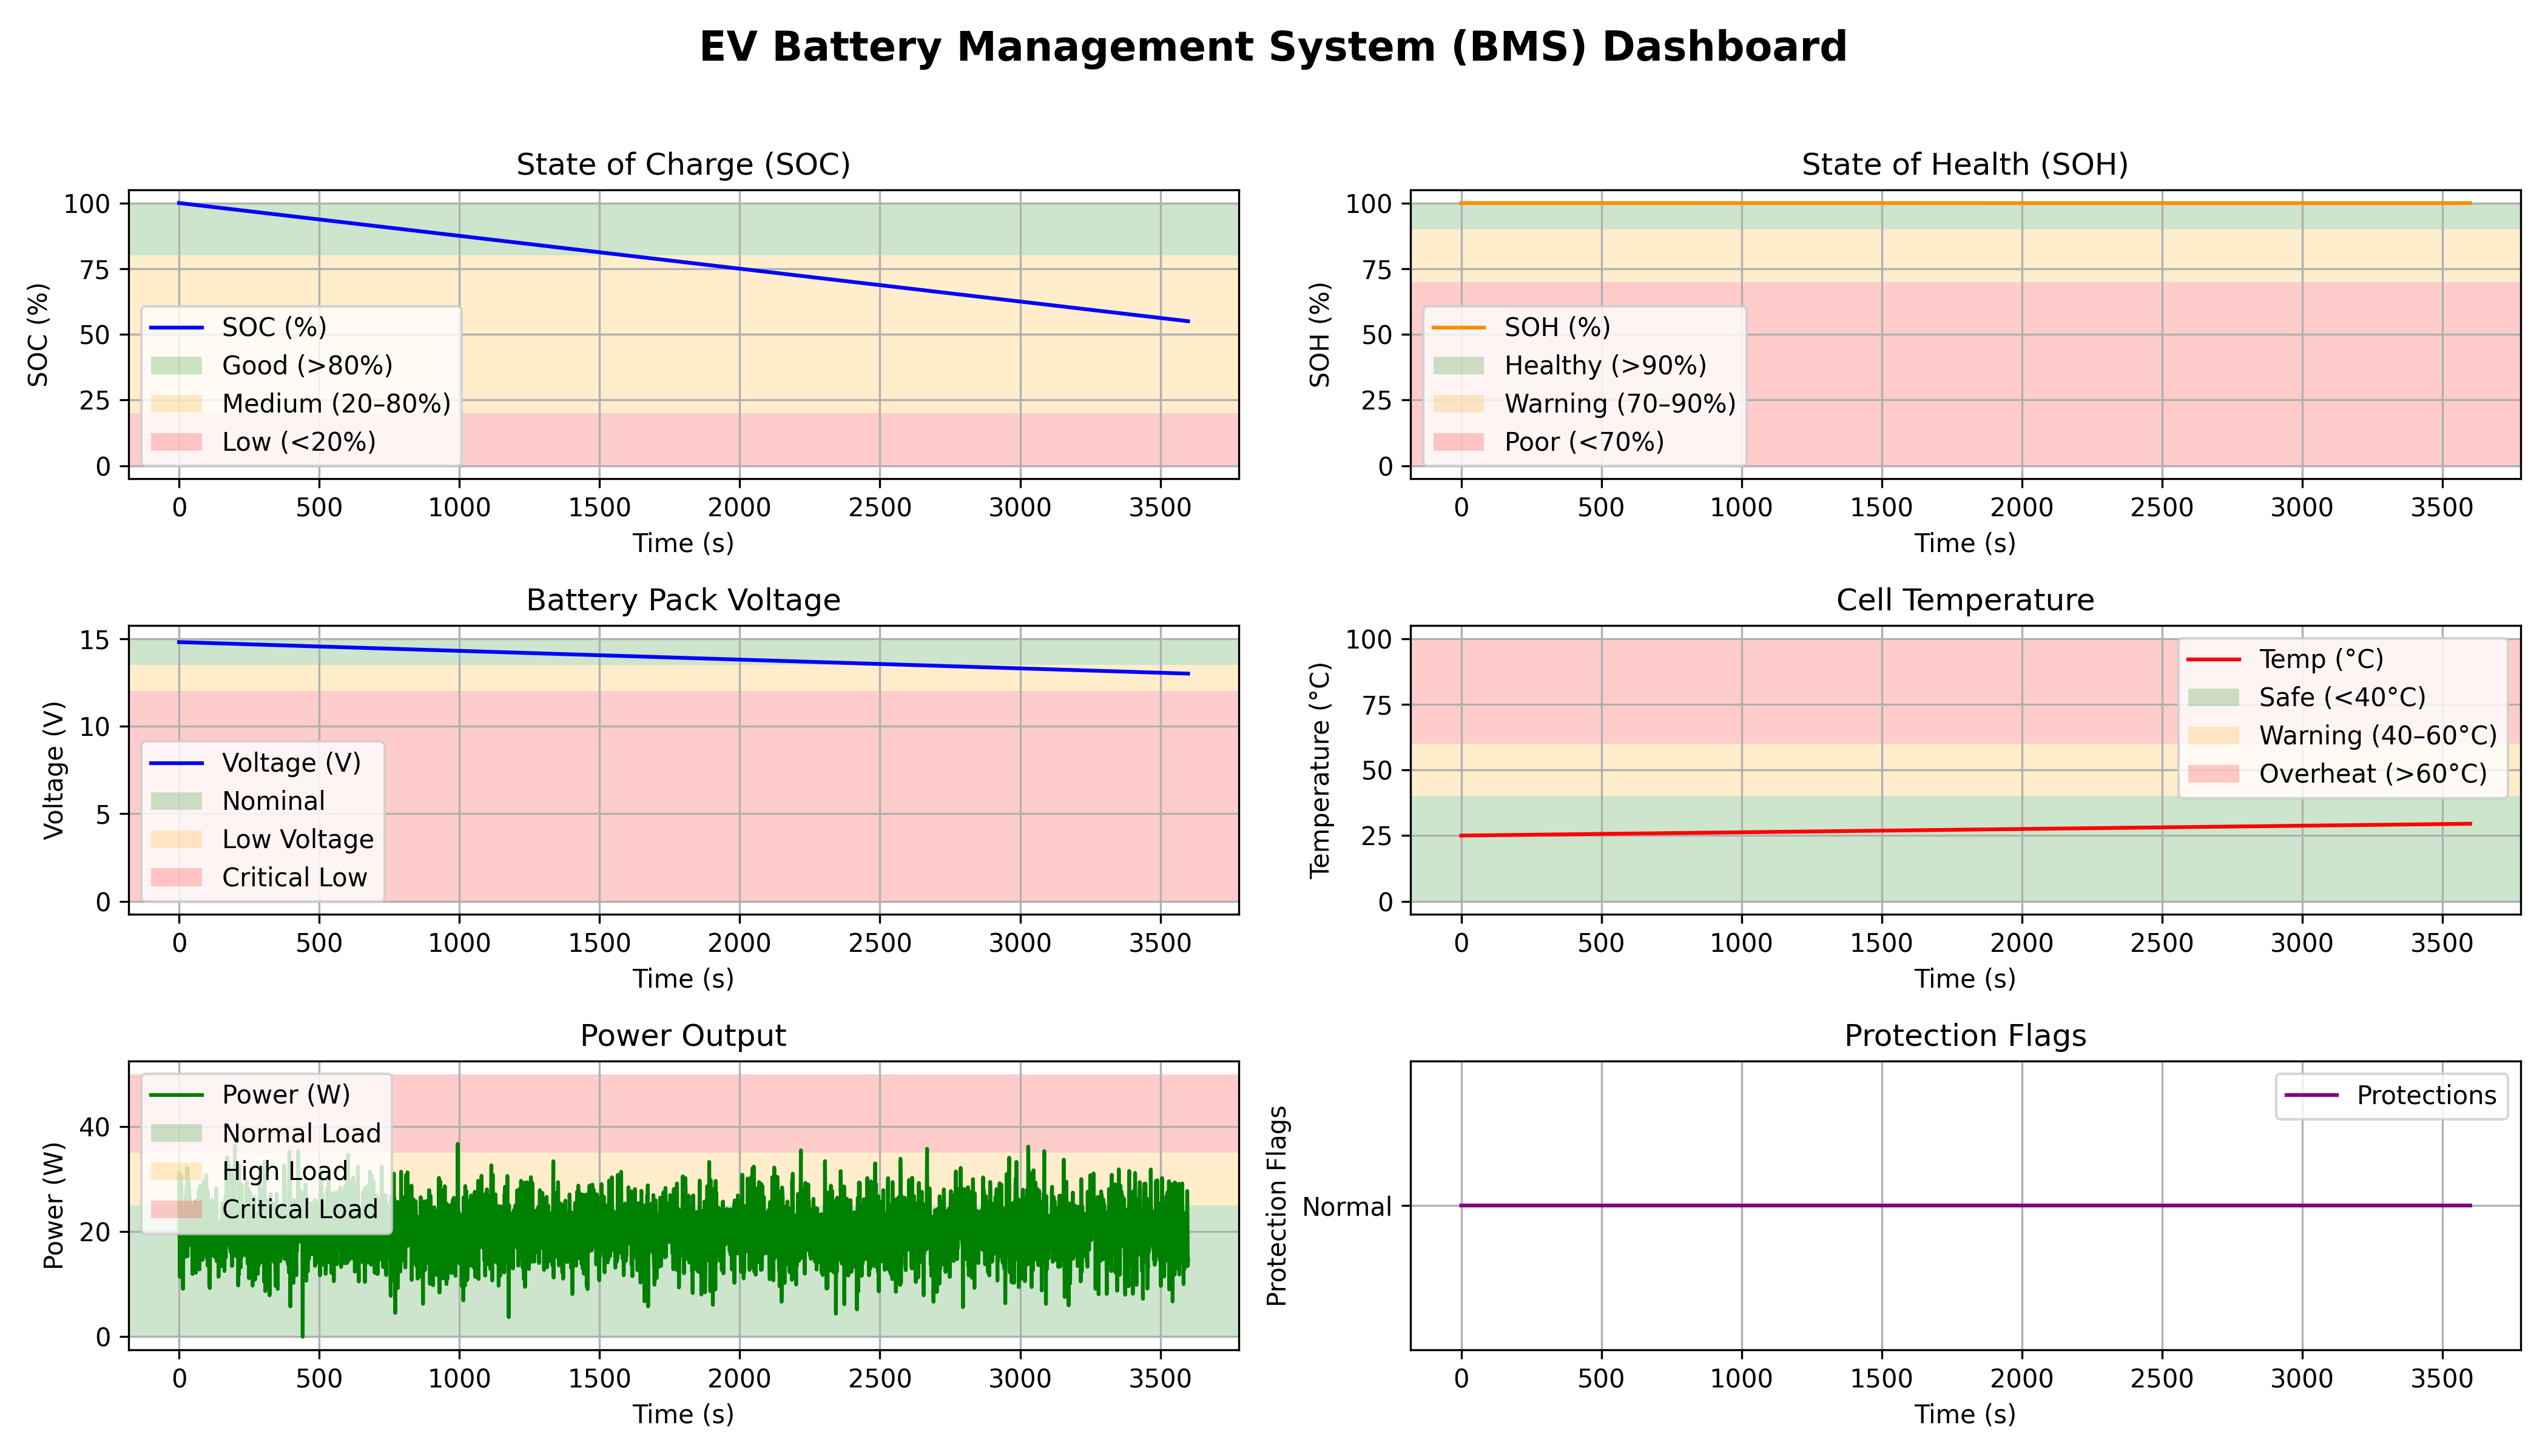 EV Battery Management System (BMS) Dashboard
State of Charge (SOC)
SOC (%)
100
75
50
25
0
SOC (%)
Good (>80%)
Medium (20–80%)
Low (<20%)
0 500 1000 1500 2000 2500 3000 3500
Time (s)
State of Health (SOH)
SOH (%)
100
75
50
25
0
SOH (%)
Healthy (>90%)
Warning (70–90%)
Poor (<70%)
0 500 1000 1500 2000 2500 3000 3500
Time (s)
Battery Pack Voltage
Voltage (V)
15
10
5
0
Voltage (V)
Nominal
Low Voltage
Critical Low
0 500 1000 1500 2000 2500 3000 3500
Time (s)
Cell Temperature
Temperature (°C)
100
75
50
25
0
Temp (°C)
Safe (<40°C)
Warning (40–60°C)
Overheat (>60°C)
0 500 1000 1500 2000 2500 3000 3500
Time (s)
Power Output
Power (W)
40
20
0
Power (W)
Normal Load
High Load
Critical Load
0 500 1000 1500 2000 2500 3000 3500
Time (s)
Protection Flags
Protection Flags
Normal
Protections
0 500 1000 1500 2000 2500 3000 3500
Time (s)